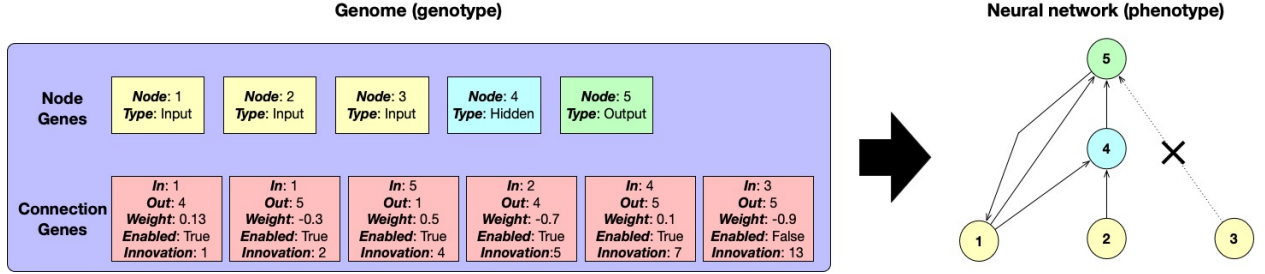 Genome (genotype)
Neural network (phenotype)
Node
Genes
Node: 1
Type: Input
Node: 2
Type: Input
Node: 3
Type: Input
Node: 4
Type: Hidden
Node: 5
Type: Output
Connection
Genes
In: 1
Out: 4
Weight: 0.13
Enabled: True
Innovation: 1
In: 1
Out: 5
Weight: -0.3
Enabled: True
Innovation: 2
In: 5
Out: 1
Weight: 0.5
Enabled: True
Innovation: 4
In: 2
Out: 4
Weight: -0.7
Enabled: True
Innovation:5
In: 4
Out: 5
Weight: 0.1
Enabled: True
Innovation: 7
In: 3
Out: 5
Weight: -0.9
Enabled: False
Innovation: 13
5
4
1
2
3